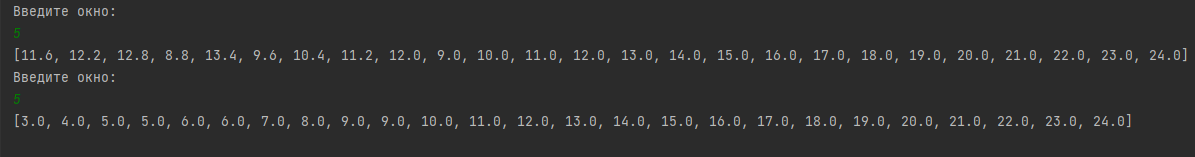 Введите окно:
5
[11.6, 12.2, 12.8, 8.8, 13.4, 9.6, 10.4, 11.2, 12.0, 9.0, 10.0, 11.0, 12.0, 13.0, 14.0, 15.0, 16.0, 17.0, 18.0, 19.0, 20.0, 21.0, 22.0, 23.0, 24.0]
Введите окно:
5
[3.0, 4.0, 5.0, 5.0, 6.0, 6.0, 7.0, 8.0, 9.0, 9.0, 10.0, 11.0, 12.0, 13.0, 14.0, 15.0, 16.0, 17.0, 18.0, 19.0, 20.0, 21.0, 22.0, 23.0, 24.0]